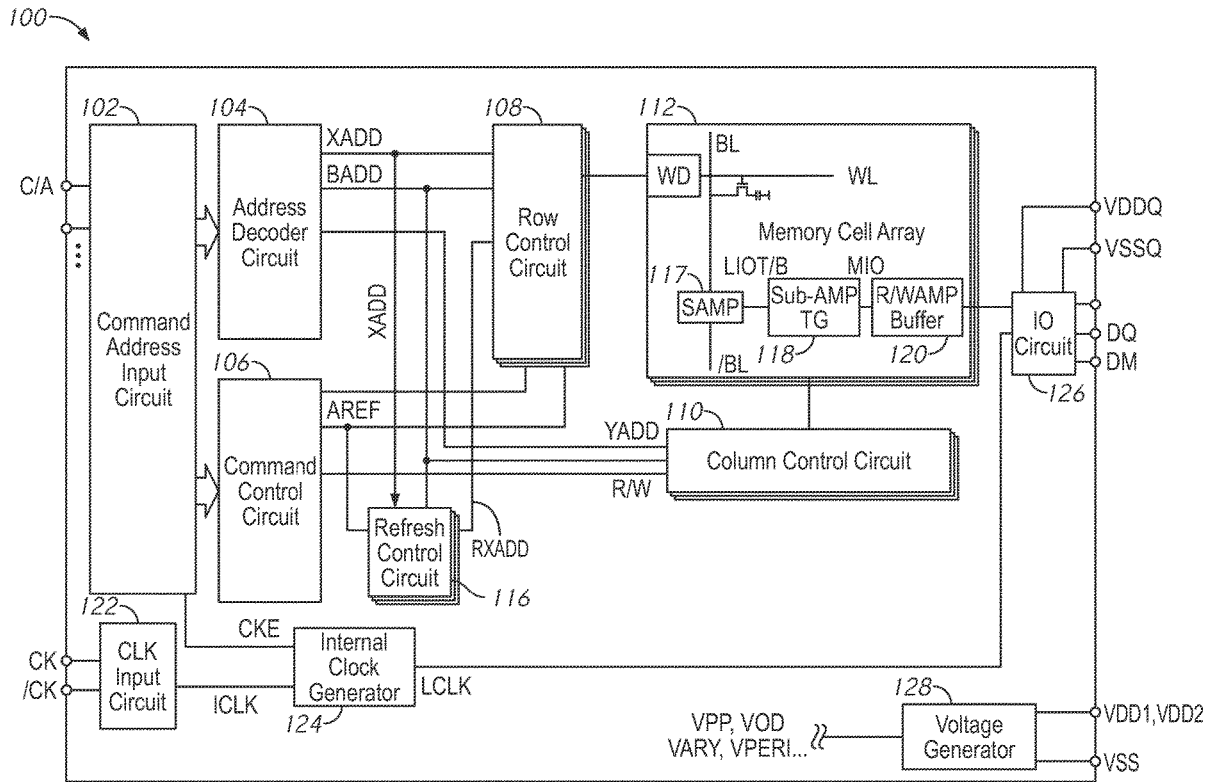 100
102
104
108
112
XADD
BADD
BL
WD
WL
C/A
VDDQ
VSSQ
Address
Decoder
Circuit
Row
Control
Circuit
Memory Cell Array
LIOT/B
MIO
117
SAMP
Sub-AMP
TG
118
R/WAMP
Buffer
120
/BL
IO
Circuit
DQ
DM
126
XADD
Command
Address
Input
Circuit
106
AREF
YADD
R/W
110
Column Control Circuit
Command
Control
Circuit
Refresh
Control
Circuit
RXADD
116
122
CKE
CK
/CK
CLK
Input
Circuit
ICLK
Internal
Clock
Generator
124
LCLK
128
VPP, VOD
VARY, VPERI...
Voltage
Generator
VDD1,VDD2
VSS